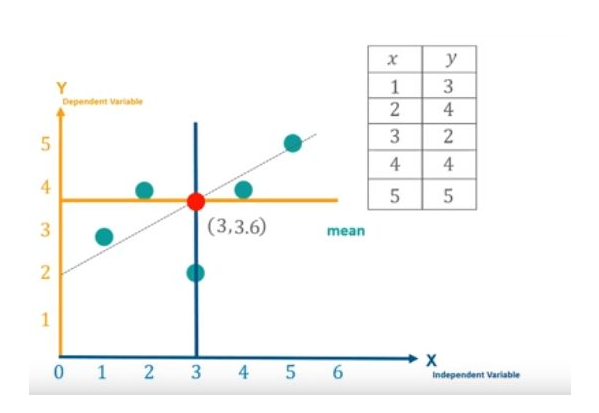 x y
1 3
2 4
3 2
4 4
5 5
Y
Dependent Variable
5
4
3
2
1
(3,3.6)
mean
0 1 2 3 4 5 6
X
Independent Variable